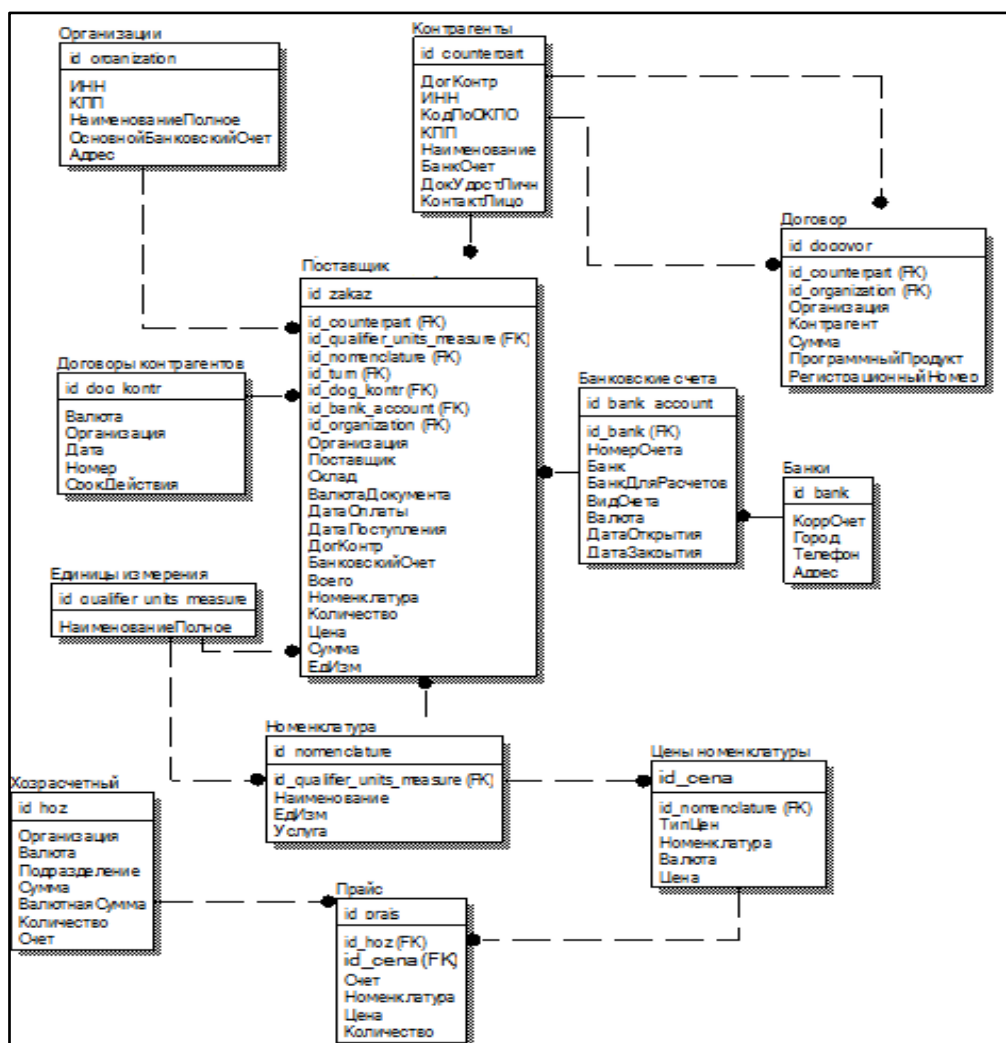 Организации
id_organization
ИНН
КПП
НаименованиеПолное
ОсновнойБанковскийСчет
Адрес
Контрагенты
id_counterpart
ДогКонтр
ИНН
КодПоОКПО
КПП
Наименование
БанкСчет
ДокУдостЛичн
КонтактЛицо
Договор
id_dogovor
id_counterpart (FK)
id_organization (FK)
Организация
Контрагент
Сумма
ПрограммныйПродукт
РегистрационныйНомер
Поставщик
id_zakaz
id_counterpart (FK)
id_qualifier_units_measure (FK)
id_nomenclature (FK)
id_tum (FK)
id_dog_kontr (FK)
id_bank_account (FK)
id_organization (FK)
Организация
Поставщик
Склад
ВалютаДокумента
ДатаОплаты
ДатаПоступления
ДогКонтр
БанковскийСчет
Всего
Номенклатура
Количество
Цена
Сумма
ЕдИзм
Договоры контрагентов
id_dog_kontr
Валюта
Организация
Дата
Номер
СрокДействия
Банковские счета
id_bank_account
id_bank (FK)
НомерСчета
Банк
БанкДляРасчетов
ВидСчета
Валюта
ДатаОткрытия
ДатаЗакрытия
Банки
id_bank
КоррСчет
Город
Телефон
Адрес
Единицы измерения
id_qualifier_units_measure
НаименованиеПолное
Номенклатура
id_nomenclature
id_qualifier_units_measure (FK)
Наименование
ЕдИзм
Услуга
Цены номенклатуры
id_cena
id_nomenclature (FK)
ТипЦен
Номенклатура
Валюта
Цена
Хозрасчетный
id_hoz
Организация
Валюта
Подразделение
Сумма
ВалютнаяСумма
Количество
Счет
Прайс
id_prais
id_hoz (FK)
id_cena (FK)
Счет
Номенклатура
Цена
Количество